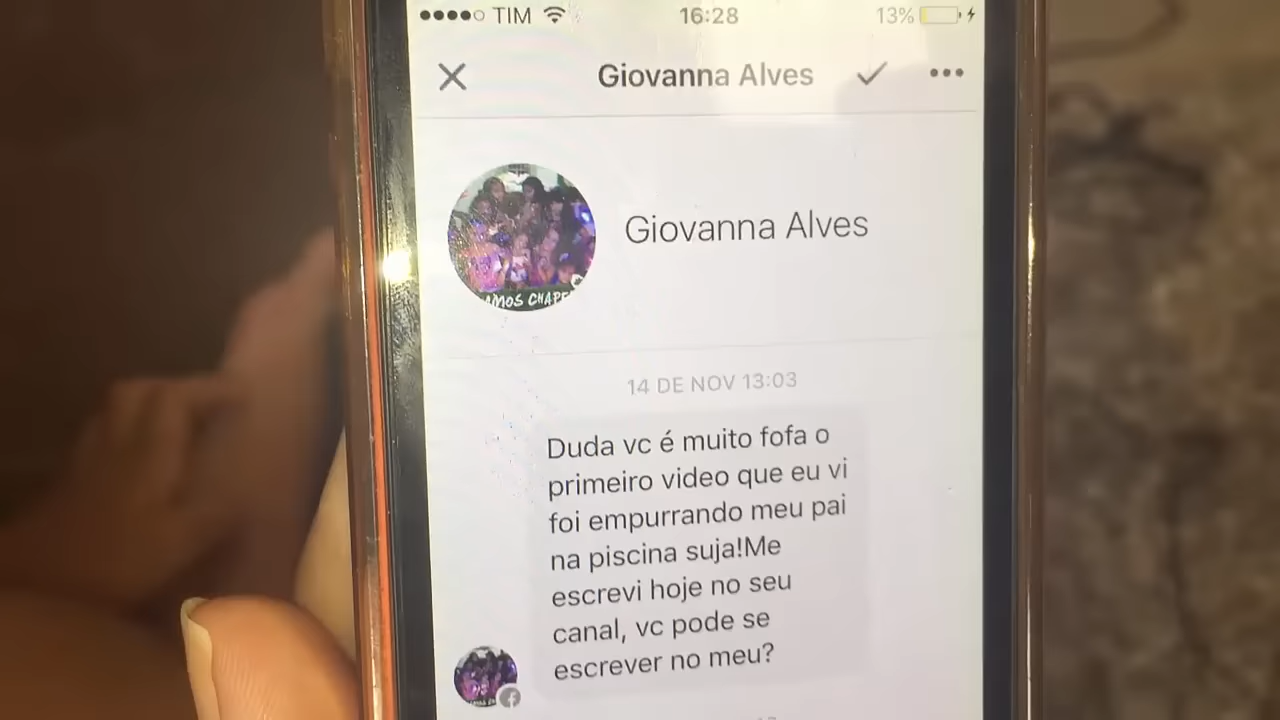 TIM 16:28 13%
Giovanna Alves
Giovanna Alves
AMOS CHAPE
14 DE NOV 13:03
Duda vc é muito fofa o
primeiro video que eu vi
foi empurrando meu pai
na piscina suja!Me
escrevi hoje no seu
canal, vc pode se
escrever no meu?